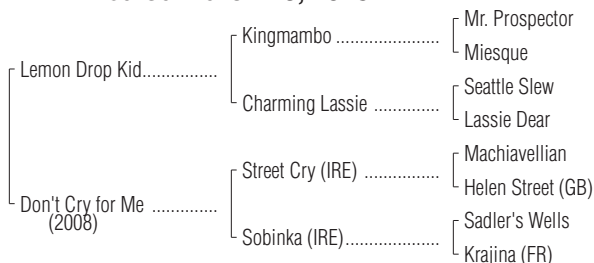 Kingmambo ....................
Mr. Prospector
Miesque
Lemon Drop Kid...............
Charming Lassie ..............
Seattle Slew
Lassie Dear
Street Cry (IRE) ................
Machiavellian
Helen Street (GB)
Don't Cry for Me .............
(2008)
Sobinka (IRE)...................
Sadler's Wells
Krajina (FR)